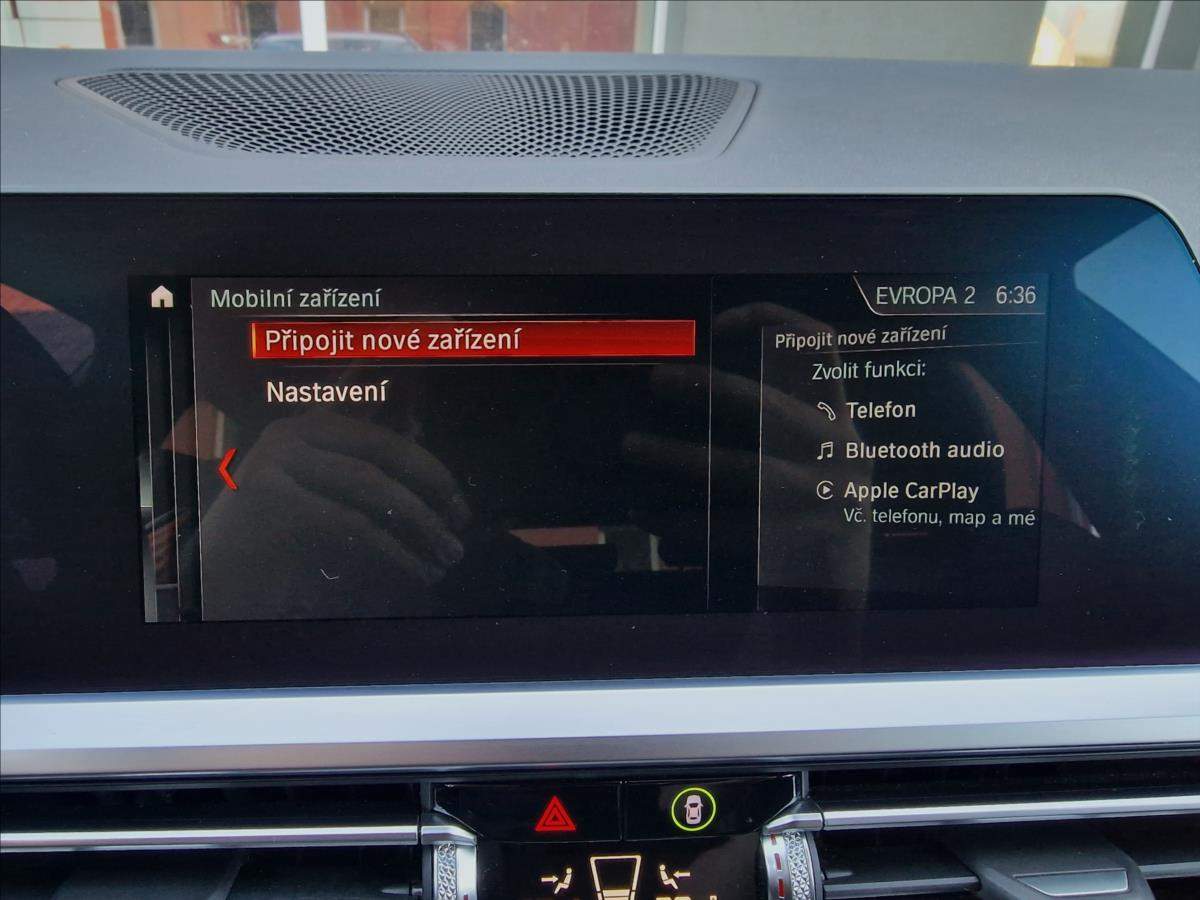 Mobilní zařízení
EVROPA 2 6:36
Připojit nové zařízení
Nastavení
Připojit nové zařízení
Zvolit funkci:
Telefon
Bluetooth audio
Apple CarPlay
Vč. telefonu, map a mé